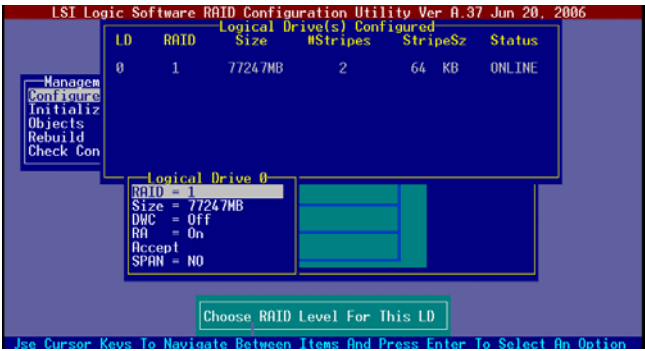 LSI Logic Software RAID Configuration Utility Ver A.37 Jun 20, 2006
Logical Drive(s) Configured
LD RAID Size #Stripes StripeSz Status
0 1 77247MB 2 64 KB ONLINE
Managem
Configure
Initializ
Objects
Rebuild
Check Con
Logical Drive 0
RAID = 1
Size = 77247MB
DWC = Off
RA = On
Accept
SPAN = NO
Choose RAID Level For This LD
Use Cursor Keys To Navigate Between Items And Press Enter To Select An Option